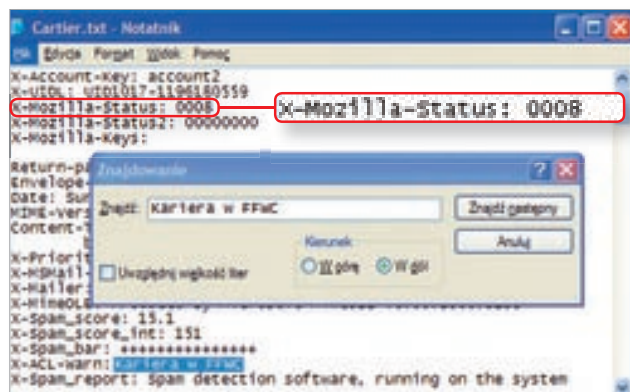 Cartier.txt - Notatnik
Plik Edycja Format Widok Pomoc
X-Account-Key: account2
X-UIDL: UID1017-1196180559
X-Mozilla-Status: 0008
X-Mozilla-Status: 0008
X-Mozilla-Status2: 00000000
X-Mozilla-Keys:
Return-p
Envelope-
Date: Sun
MIME-Vers
Content-T
X-Priorit
X-MSMail-
X-Mailer:
X-MimeOLE
Znajdowanie
Znajdź: Kariera w FFWC
Znajdź następny
Anuluj
Uwzględnij wielkość liter
Kierunek
W górę
W dół
X-Spam_score: 15.1
X-Spam_score_int: 151
X-Spam_bar: +++++++++++++++
X-ACL-Warn: Kariera w FFWC
X-Spam_report: Spam detection software, running on the system